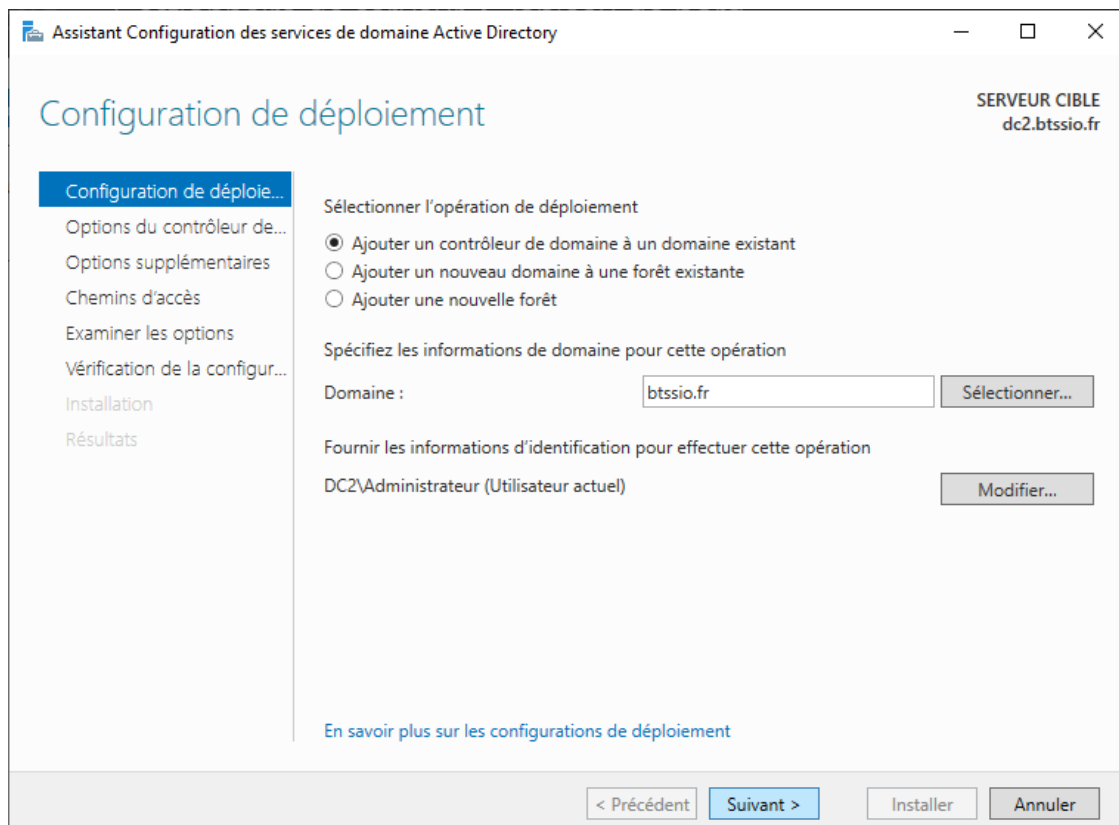 Assistant Configuration des services de domaine Active Directory
Configuration de déploiement
SERVEUR CIBLE
dc2.btssio.fr
Configuration de déploie...
Options du contrôleur de...
Options supplémentaires
Chemins d'accès
Examiner les options
Vérification de la configur...
Installation
Résultats
Sélectionner l'opération de déploiement
Ajouter un contrôleur de domaine à un domaine existant
Ajouter un nouveau domaine à une forêt existante
Ajouter une nouvelle forêt
Spécifiez les informations de domaine pour cette opération
Domaine : btssio.fr Sélectionner...
Fournir les informations d'identification pour effectuer cette opération
DC2\Administrateur (Utilisateur actuel) Modifier...
En savoir plus sur les configurations de déploiement
< Précédent Suivant > Installer Annuler